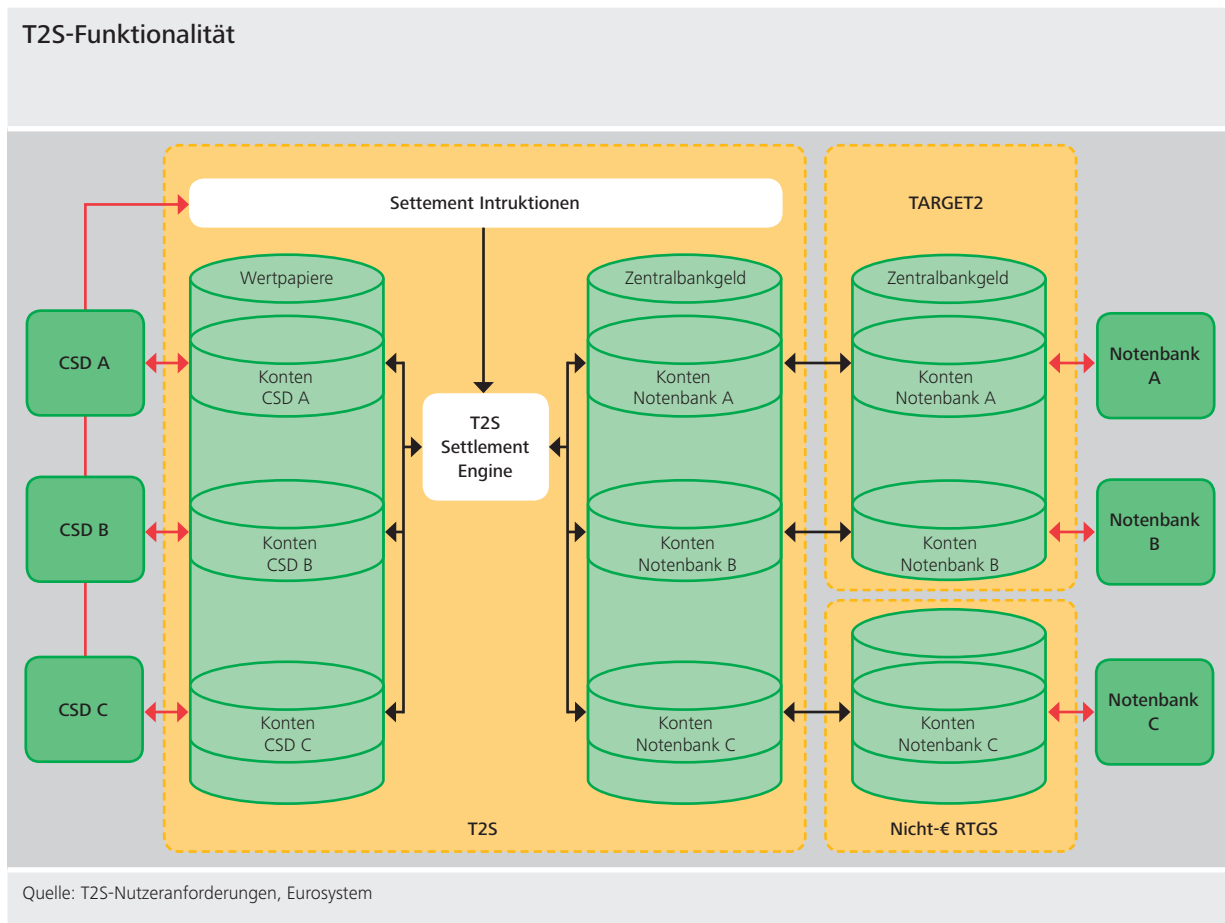 T2S-Funktionalität
Settement Intruktionen
TARGET2
Wertpapiere
Zentralbankgeld
Zentralbankgeld
CSD A
Konten
CSD A
T2S
Settlement
Engine
Konten
Notenbank A
Konten
Notenbank A
Notenbank
A
CSD B
Konten
CSD B
Konten
Notenbank B
Konten
Notenbank B
Notenbank
B
CSD C
Konten
CSD C
Konten
Notenbank C
Konten
Notenbank C
Notenbank
C
T2S
Nicht-€ RTGS
Quelle: T2S-Nutzeranforderungen, Eurosystem